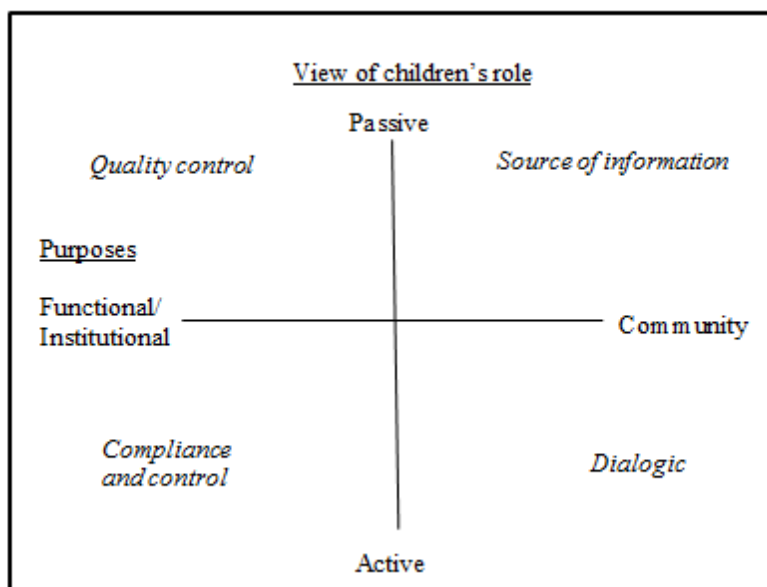 View of children's role
Passive
Quality control
Source of information
Purposes
Functional/
Institutional
Community
Compliance
and control
Dialogic
Active